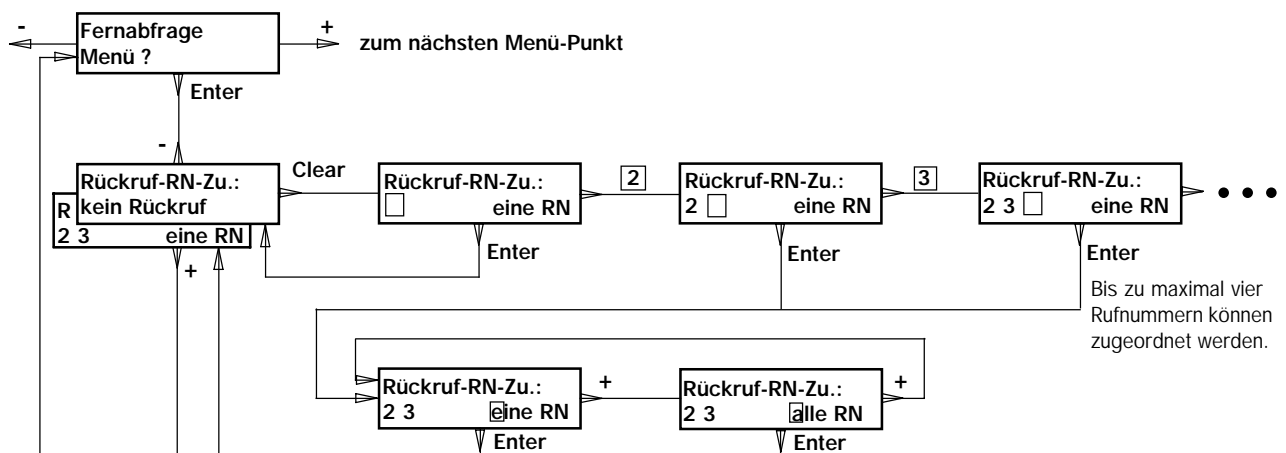 -
Fernabfrage
Menü ?
+
zum nächsten Menü-Punkt
Enter
-
Rückruf-RN-Zu.:
kein Rückruf
R
2 3 eine RN
+
Clear
Rückruf-RN-Zu.:
eine RN
Enter
2
Rückruf-RN-Zu.:
2 eine RN
Enter
3
Rückruf-RN-Zu.:
2 3 eine RN
Enter
• • •
Bis zu maximal vier
Rufnummern können
zugeordnet werden.
Rückruf-RN-Zu.:
2 3 eine RN
Enter
+
Rückruf-RN-Zu.:
2 3 alle RN
Enter
+